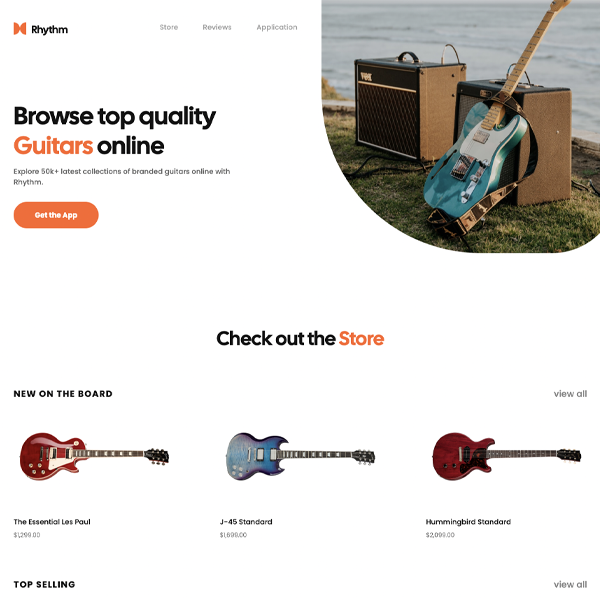 Rhythm
Store Reviews Application
VOX
Browse top quality
Guitars online
Explore 50k+ latest collections of branded guitars online with
Rhythm.
Get the App
Check out the Store
NEW ON THE BOARD
view all
The Essential Les Paul
$1,299.00
J-45 Standard
$1,699.00
Hummingbird Standard
$2,099.00
TOP SELLING
view all